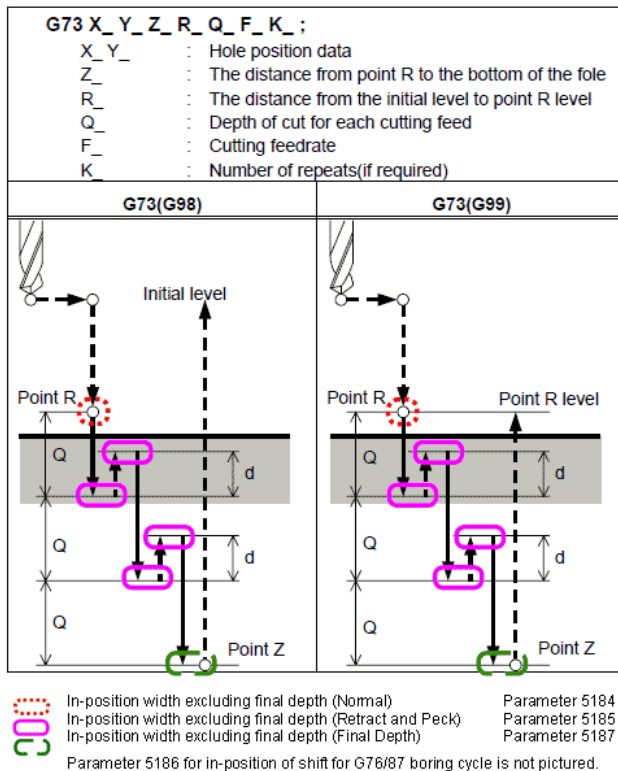 G73 X_ Y_ Z_ R_ Q_ F_ K_ ;
X_ Y_ : Hole position data
Z_ : The distance from point R to the bottom of the fole
R_ : The distance from the initial level to point R level
Q_ : Depth of cut for each cutting feed
F_ : Cutting feedrate
K_ : Number of repeats(if required)
G73(G98)
G73(G99)
Initial level
Point R
Q
d
Q
d
Q
Point Z
Point R
Point R level
Q
d
Q
d
Q
Point Z
In-position width excluding final depth (Normal) Parameter 5184
In-position width excluding final depth (Retract and Peck) Parameter 5185
In-position width excluding final depth (Final Depth) Parameter 5187
Parameter 5186 for in-position of shift for G76/87 boring cycle is not pictured.